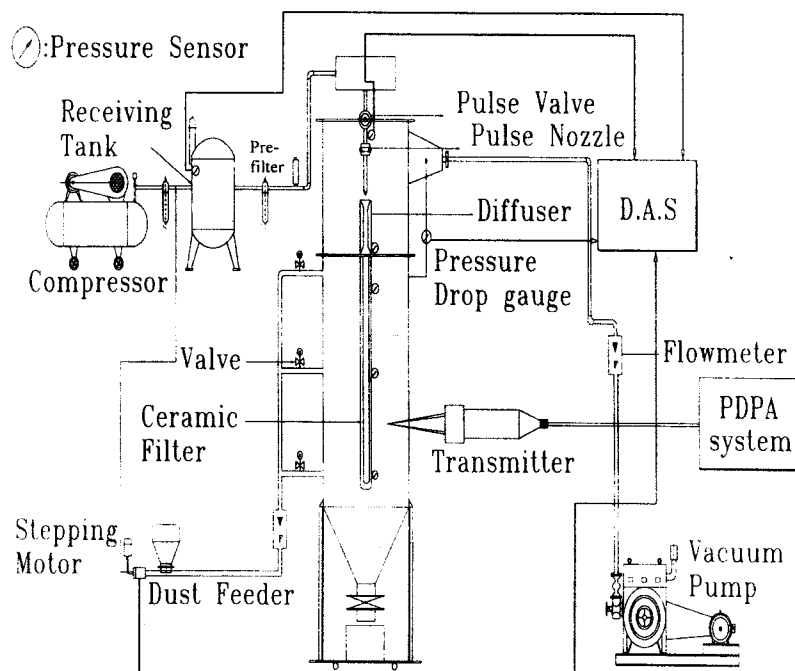 :Pressure Sensor
Receiving
Tank
Pre-
filter
Pulse Valve
Pulse Nozzle
D.A.S
Diffuser
Compressor
Pressure
Drop gauge
Valve
Flowmeter
Ceramic
Filter
Transmitter
PDPA
system
Stepping
Motor
Dust Feeder
Vacuum
Pump